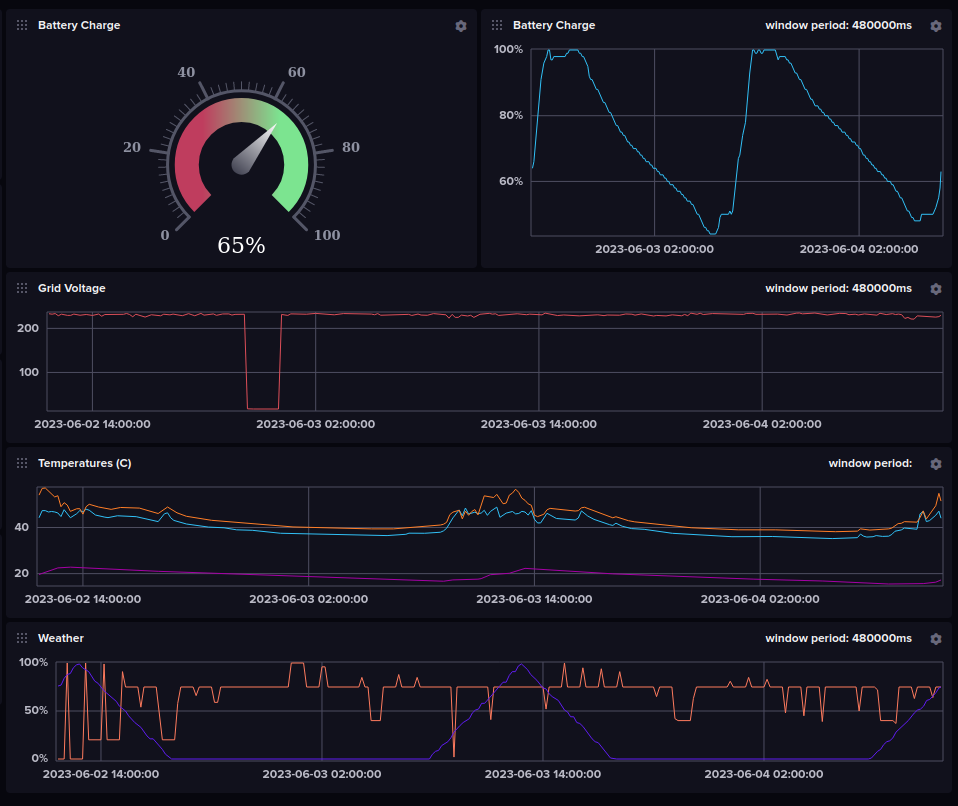 Battery Charge
40 60
20 80
0 100
65%
Battery Charge window period: 480000ms
100%
80%
60%
2023-06-03 02:00:00 2023-06-04 02:00:00
Grid Voltage window period: 480000ms
200
100
2023-06-02 14:00:00 2023-06-03 02:00:00 2023-06-03 14:00:00 2023-06-04 02:00:00
Temperatures (C) window period:
40
20
2023-06-02 14:00:00 2023-06-03 02:00:00 2023-06-03 14:00:00 2023-06-04 02:00:00
Weather window period: 480000ms
100%
50%
0%
2023-06-02 14:00:00 2023-06-03 02:00:00 2023-06-03 14:00:00 2023-06-04 02:00:00